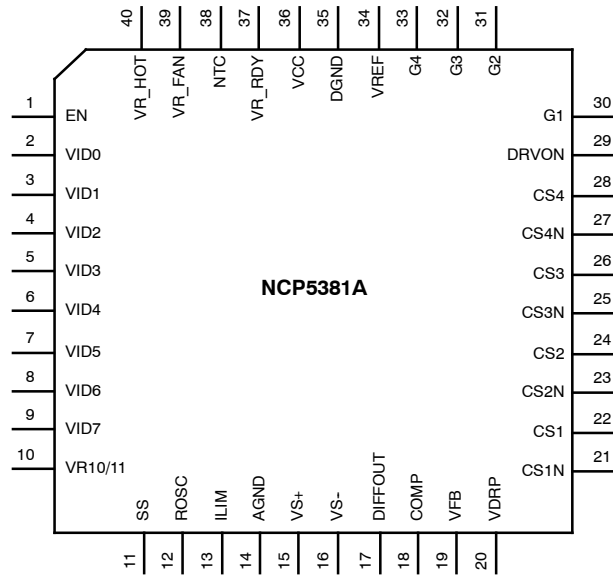 40 39 38 37 36 35 34 33 32 31
VR_HOT VR_FAN NTC VR_RDY VCC DGND VREF G4 G3 G2
1 EN G1 30
2 VID0 DRVON 29
3 VID1 CS4 28
4 VID2 CS4N 27
5 VID3 CS3 26
6 VID4 CS3N 25
7 VID5 CS2 24
8 VID6 CS2N 23
9 VID7 CS1 22
10 VR10/11 CS1N 21
NCP5381A
SS ROSC ILIM AGND VS+ VS- DIFFOUT COMP VFB VDRP
11 12 13 14 15 16 17 18 19 20